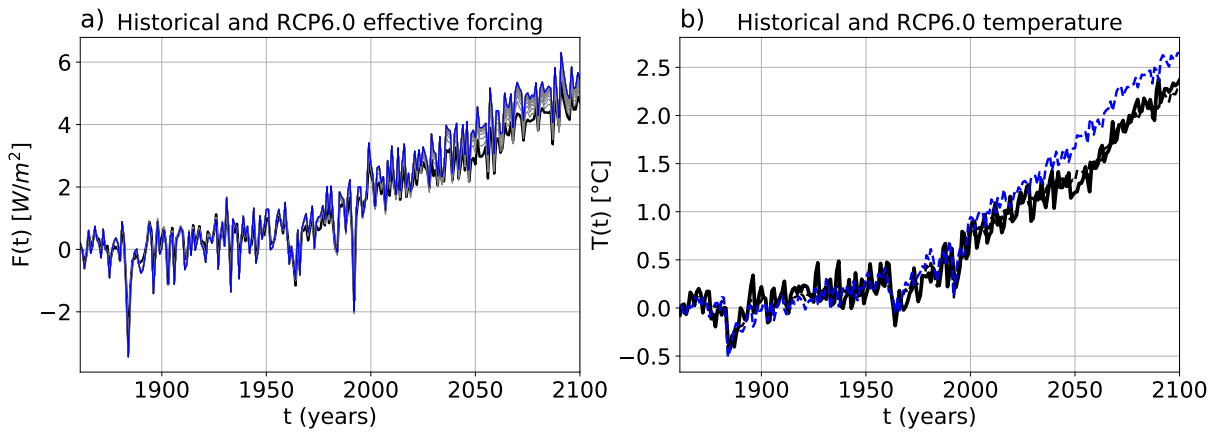 a) Historical and RCP6.0 effective forcing
F(t) [W/m²]
6
4
2
0
−2
1900 1950 2000 2050 2100
t (years)
b) Historical and RCP6.0 temperature
T(t) [°C]
2.5
2.0
1.5
1.0
0.5
0.0
−0.5
1900 1950 2000 2050 2100
t (years)